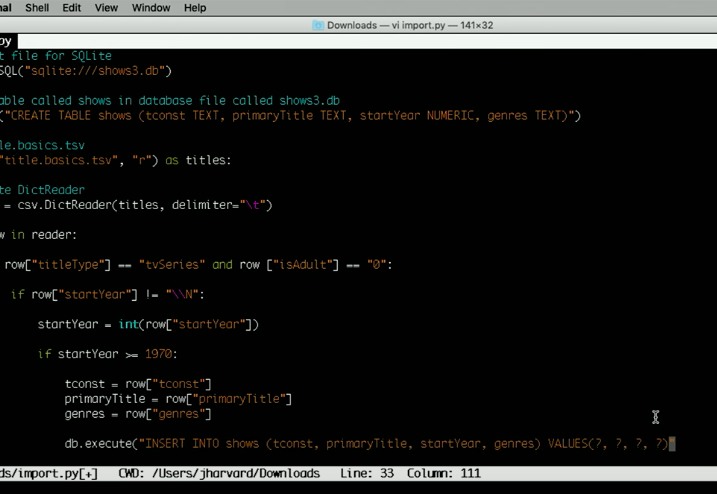 nal Shell Edit View Window Help
Downloads — vi import.py — 141×32
py
t file for SQLite
SQL("sqlite:///shows3.db")
able called shows in database file called shows3.db
("CREATE TABLE shows (tconst TEXT, primaryTitle TEXT, startYear NUMERIC, genres TEXT)")
le.basics.tsv
"title.basics.tsv", "r") as titles:
te DictReader
= csv.DictReader(titles, delimiter="\t")
w in reader:
row["titleType"] == "tvSeries" and row ["isAdult"] == "0":
if row["startYear"] != "\\N":
startYear = int(row["startYear"])
if startYear >= 1970:
tconst = row["tconst"]
primaryTitle = row["primaryTitle"]
genres = row["genres"]
db.execute("INSERT INTO shows (tconst, primaryTitle, startYear, genres) VALUES(?, ?, ?, ?)"
ds/import.py[+] CWD: /Users/jharvard/Downloads Line: 33 Column: 111